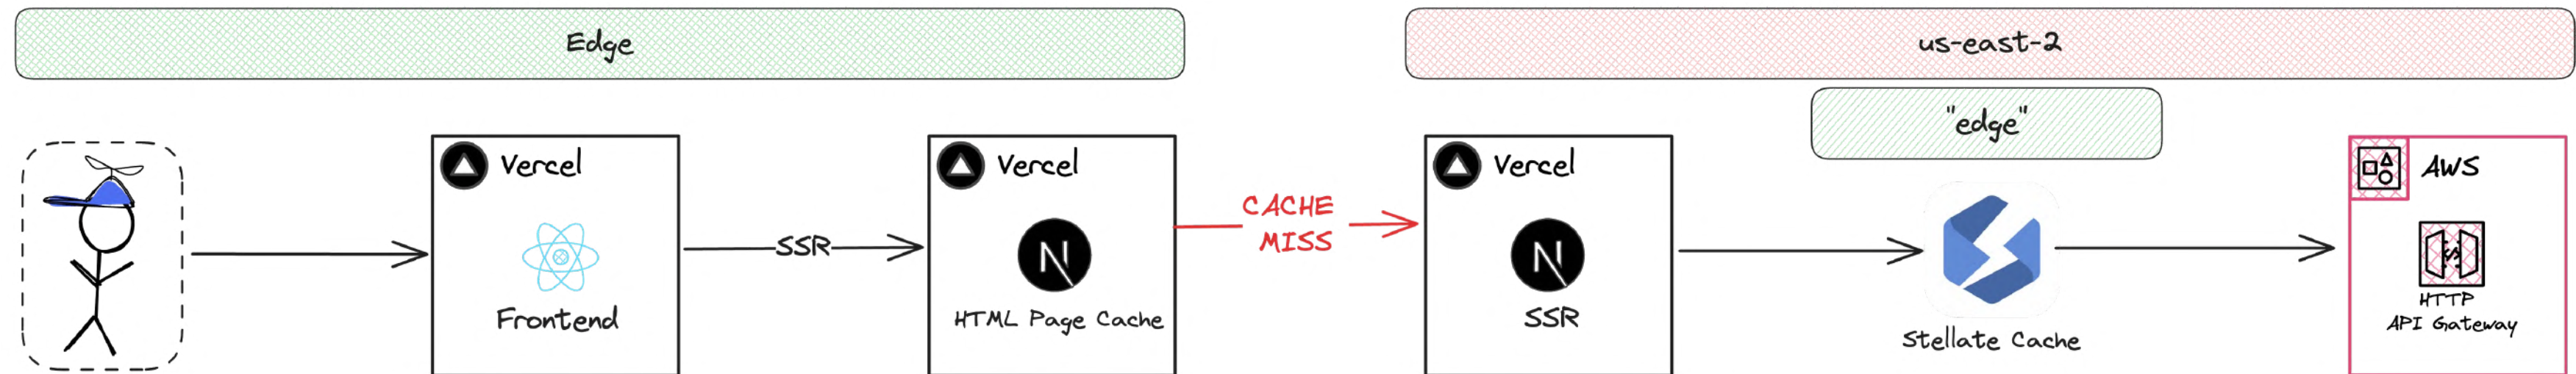 Edge
us-east-2
"edge"
Vercel
Frontend
SSR
Vercel
HTML Page Cache
CACHE
MISS
Vercel
SSR
Stellate Cache
AWS
HTTP
API Gateway